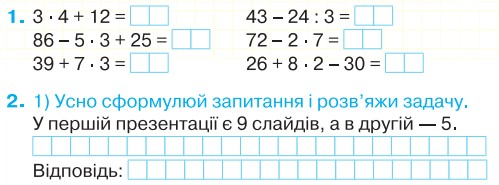 1. 3 · 4 + 12 =
43 – 24 : 3 =
86 – 5 · 3 + 25 =
72 – 2 · 7 =
39 + 7 · 3 =
26 + 8 · 2 – 30 =
2. 1) Усно сформулюй запитання і розв’яжи задачу.
У першій презентації є 9 слайдів, а в другій — 5.
Відповідь: